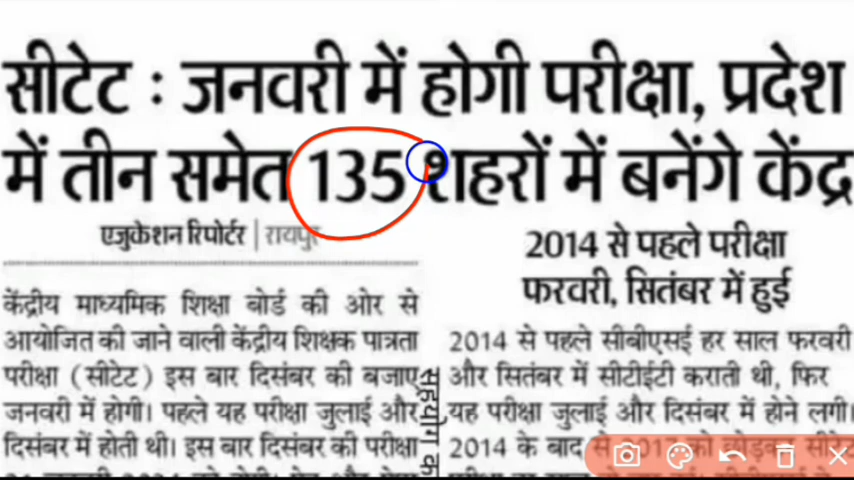 सीटेट : जनवरी में होगी परीक्षा, प्रदेश
में तीन समेत 135 शहरों में बनेंगे केंद्र
एजुकेशन रिपोर्टर | रायपुर
केंद्रीय माध्यमिक शिक्षा बोर्ड की ओर से
आयोजित की जाने वाली केंद्रीय शिक्षक पात्रता
परीक्षा (सीटेट) इस बार दिसंबर की बजाए
जनवरी में होगी। पहले यह परीक्षा जुलाई और
दिसंबर में होती थी। इस बार दिसंबर की परीक्षा
2014 से पहले परीक्षा
फरवरी, सितंबर में हुई
2014 से पहले सीबीएसई हर साल फरवरी
और सितंबर में सीटीईटी कराती थी, फिर
यह परीक्षा जुलाई और दिसंबर में होने लगी।
2014 के बाद से 2017 को छोड़कर सीटेट